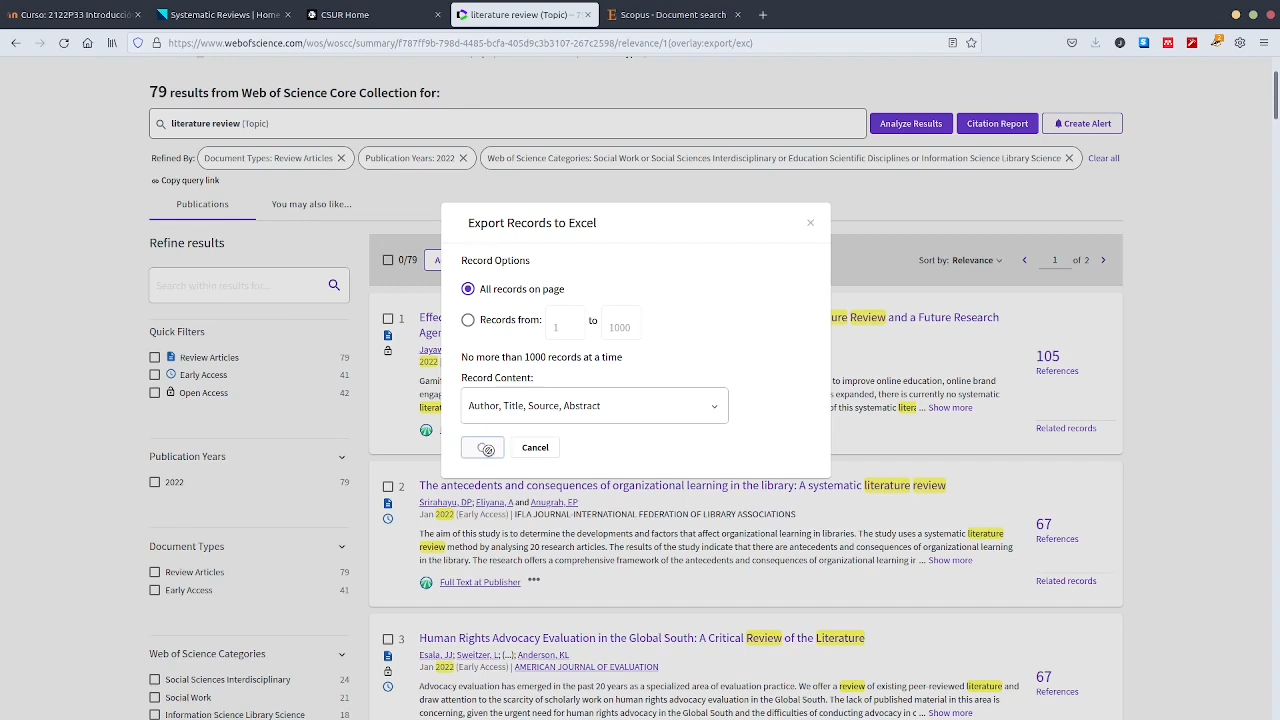 Curso: 2122P33 Introducció
Systematic Reviews | Home
CSUR Home
literature review (Topic) – 7
Scopus - Document search
https://www.webofscience.com/wos/woscc/summary/f787ff9b-798d-4485-bcfa-405d9c3b3107-267c2598/relevance/1(overlay:export/exc)
79 results from Web of Science Core Collection for:
literature review (Topic)
Analyze Results
Citation Report
Create Alert
Refined By:
Document Types: Review Articles
Publication Years: 2022
Web of Science Categories: Social Work or Social Sciences Interdisciplinary or Education Scientific Disciplines or Information Science Library Science
Clear all
Copy query link
Publications
You may also like...
Refine results
Search within results for...
Quick Filters
Review Articles 79
Early Access 41
Open Access 42
Publication Years
2022 79
Document Types
Review Articles 79
Early Access 41
Web of Science Categories
Social Sciences Interdisciplinary 24
Social Work 21
Information Science Library Science 18
0/79
Sort by: Relevance
1 of 2
Export Records to Excel
Record Options
All records on page
Records from: 1 to 1000
No more than 1000 records at a time
Record Content:
Author, Title, Source, Abstract
Cancel
1
Effec
ure Review and a Future Research
Agen
Jayaw
2022
Gamif
to improve online education, online brand
engag
s expanded, there is currently no systematic
literat
of this systematic litera ... Show more
105
References
Related records
2
The antecedents and consequences of organizational learning in the library: A systematic literature review
Srirahayu, DP; Eliyana, A and Anugrah, EP
Jan 2022 (Early Access) | IFLA JOURNAL-INTERNATIONAL FEDERATION OF LIBRARY ASSOCIATIONS
The aim of this study is to determine the developments and factors that affect organizational learning in libraries. The study uses a systematic literature
review method by analysing 20 research articles. The results of the study indicate that there are antecedents and consequences of organizational learning
in the library. The research offers a comprehensive framework of the antecedents and consequences of organizational learning ir ... Show more
Full Text at Publisher
67
References
Related records
3
Human Rights Advocacy Evaluation in the Global South: A Critical Review of the Literature
Esala, JJ; Sweitzer, L; (...); Anderson, KL
Jan 2022 (Early Access) | AMERICAN JOURNAL OF EVALUATION
Advocacy evaluation has emerged in the past 20 years as a specialized area of evaluation practice. We offer a review of existing peer-reviewed literature and
draw attention to the scarcity of scholarly work on human rights advocacy evaluation in the Global South. The lack of published material in this area is
concerning, given the urgent need for human rights advocacy in the Global South and the difficulties of conducting advocacy in c ... Show more
67
References